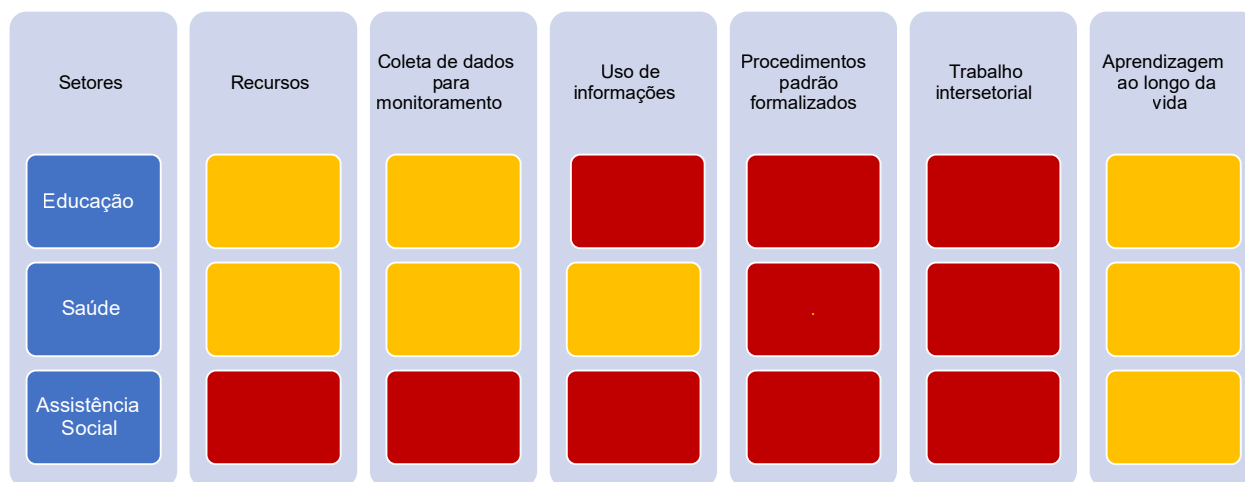 Setores
Recursos
Coleta de dados
para
monitoramento
Uso de
informações
Procedimentos
padrão
formalizados
Trabalho
intersetorial
Aprendizagem
ao longo da
vida
Educação
Saúde
.
Assistência
Social